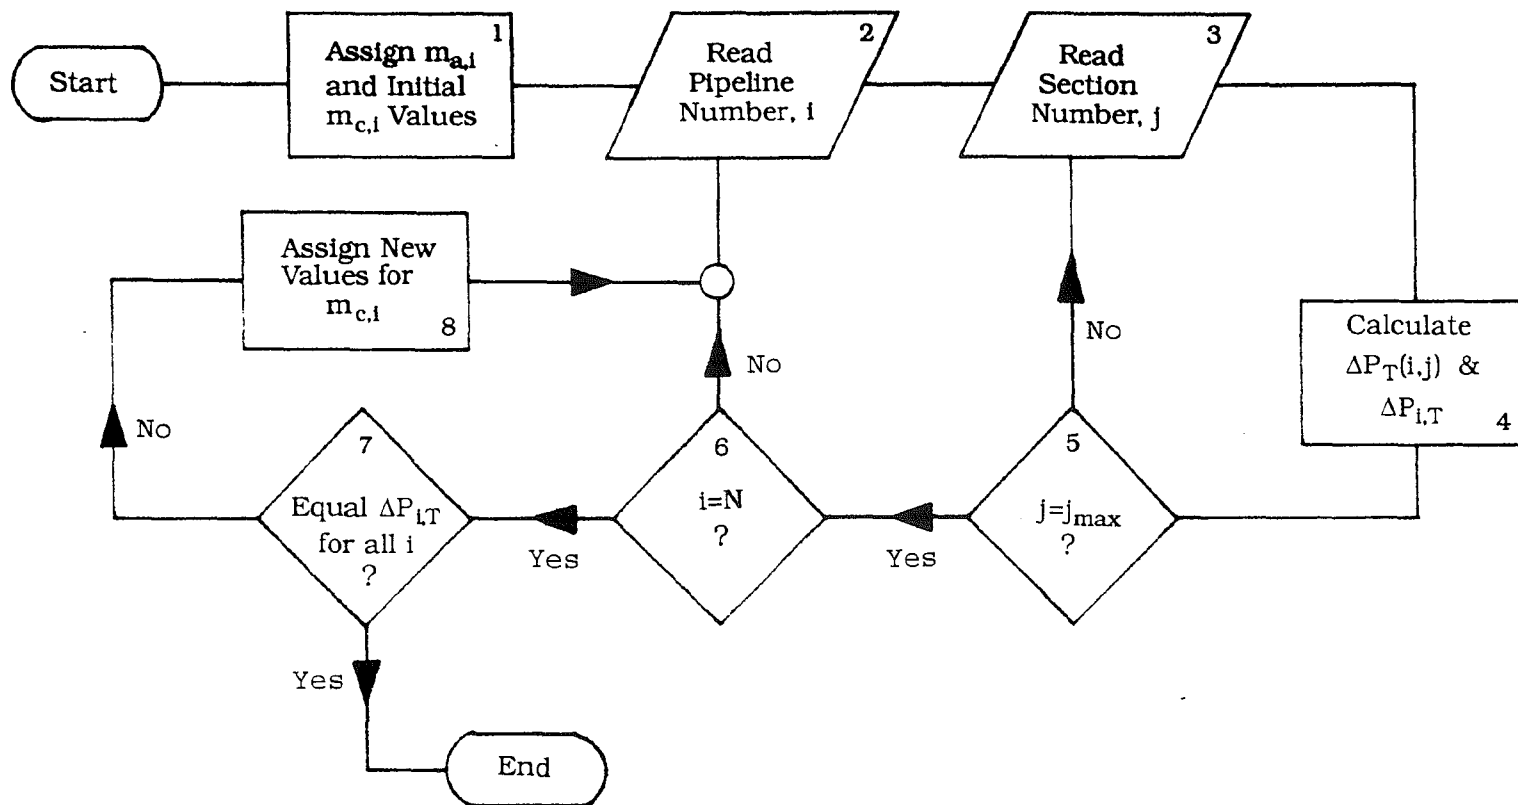 Start
1
Assign m_a,i
and Initial
m_c,i Values
2
Read
Pipeline
Number, i
3
Read
Section
Number, j
Assign New
Values for
m_c,i
8
No
No
Calculate
ΔP_T(i,j) &
ΔP_i,T
4
No
7
Equal ΔP_i,T
for all i
?
6
i=N
?
5
j=j_max
?
Yes
Yes
Yes
End